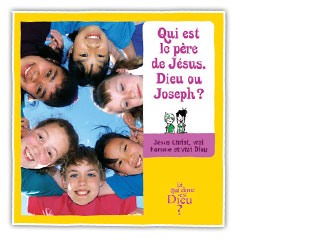 Qui est
le père
de Jésus.
Dieu ou
Joseph ?
Jésus Christ, vrai
homme et vrai Dieu
Qui donc
est
Dieu
?